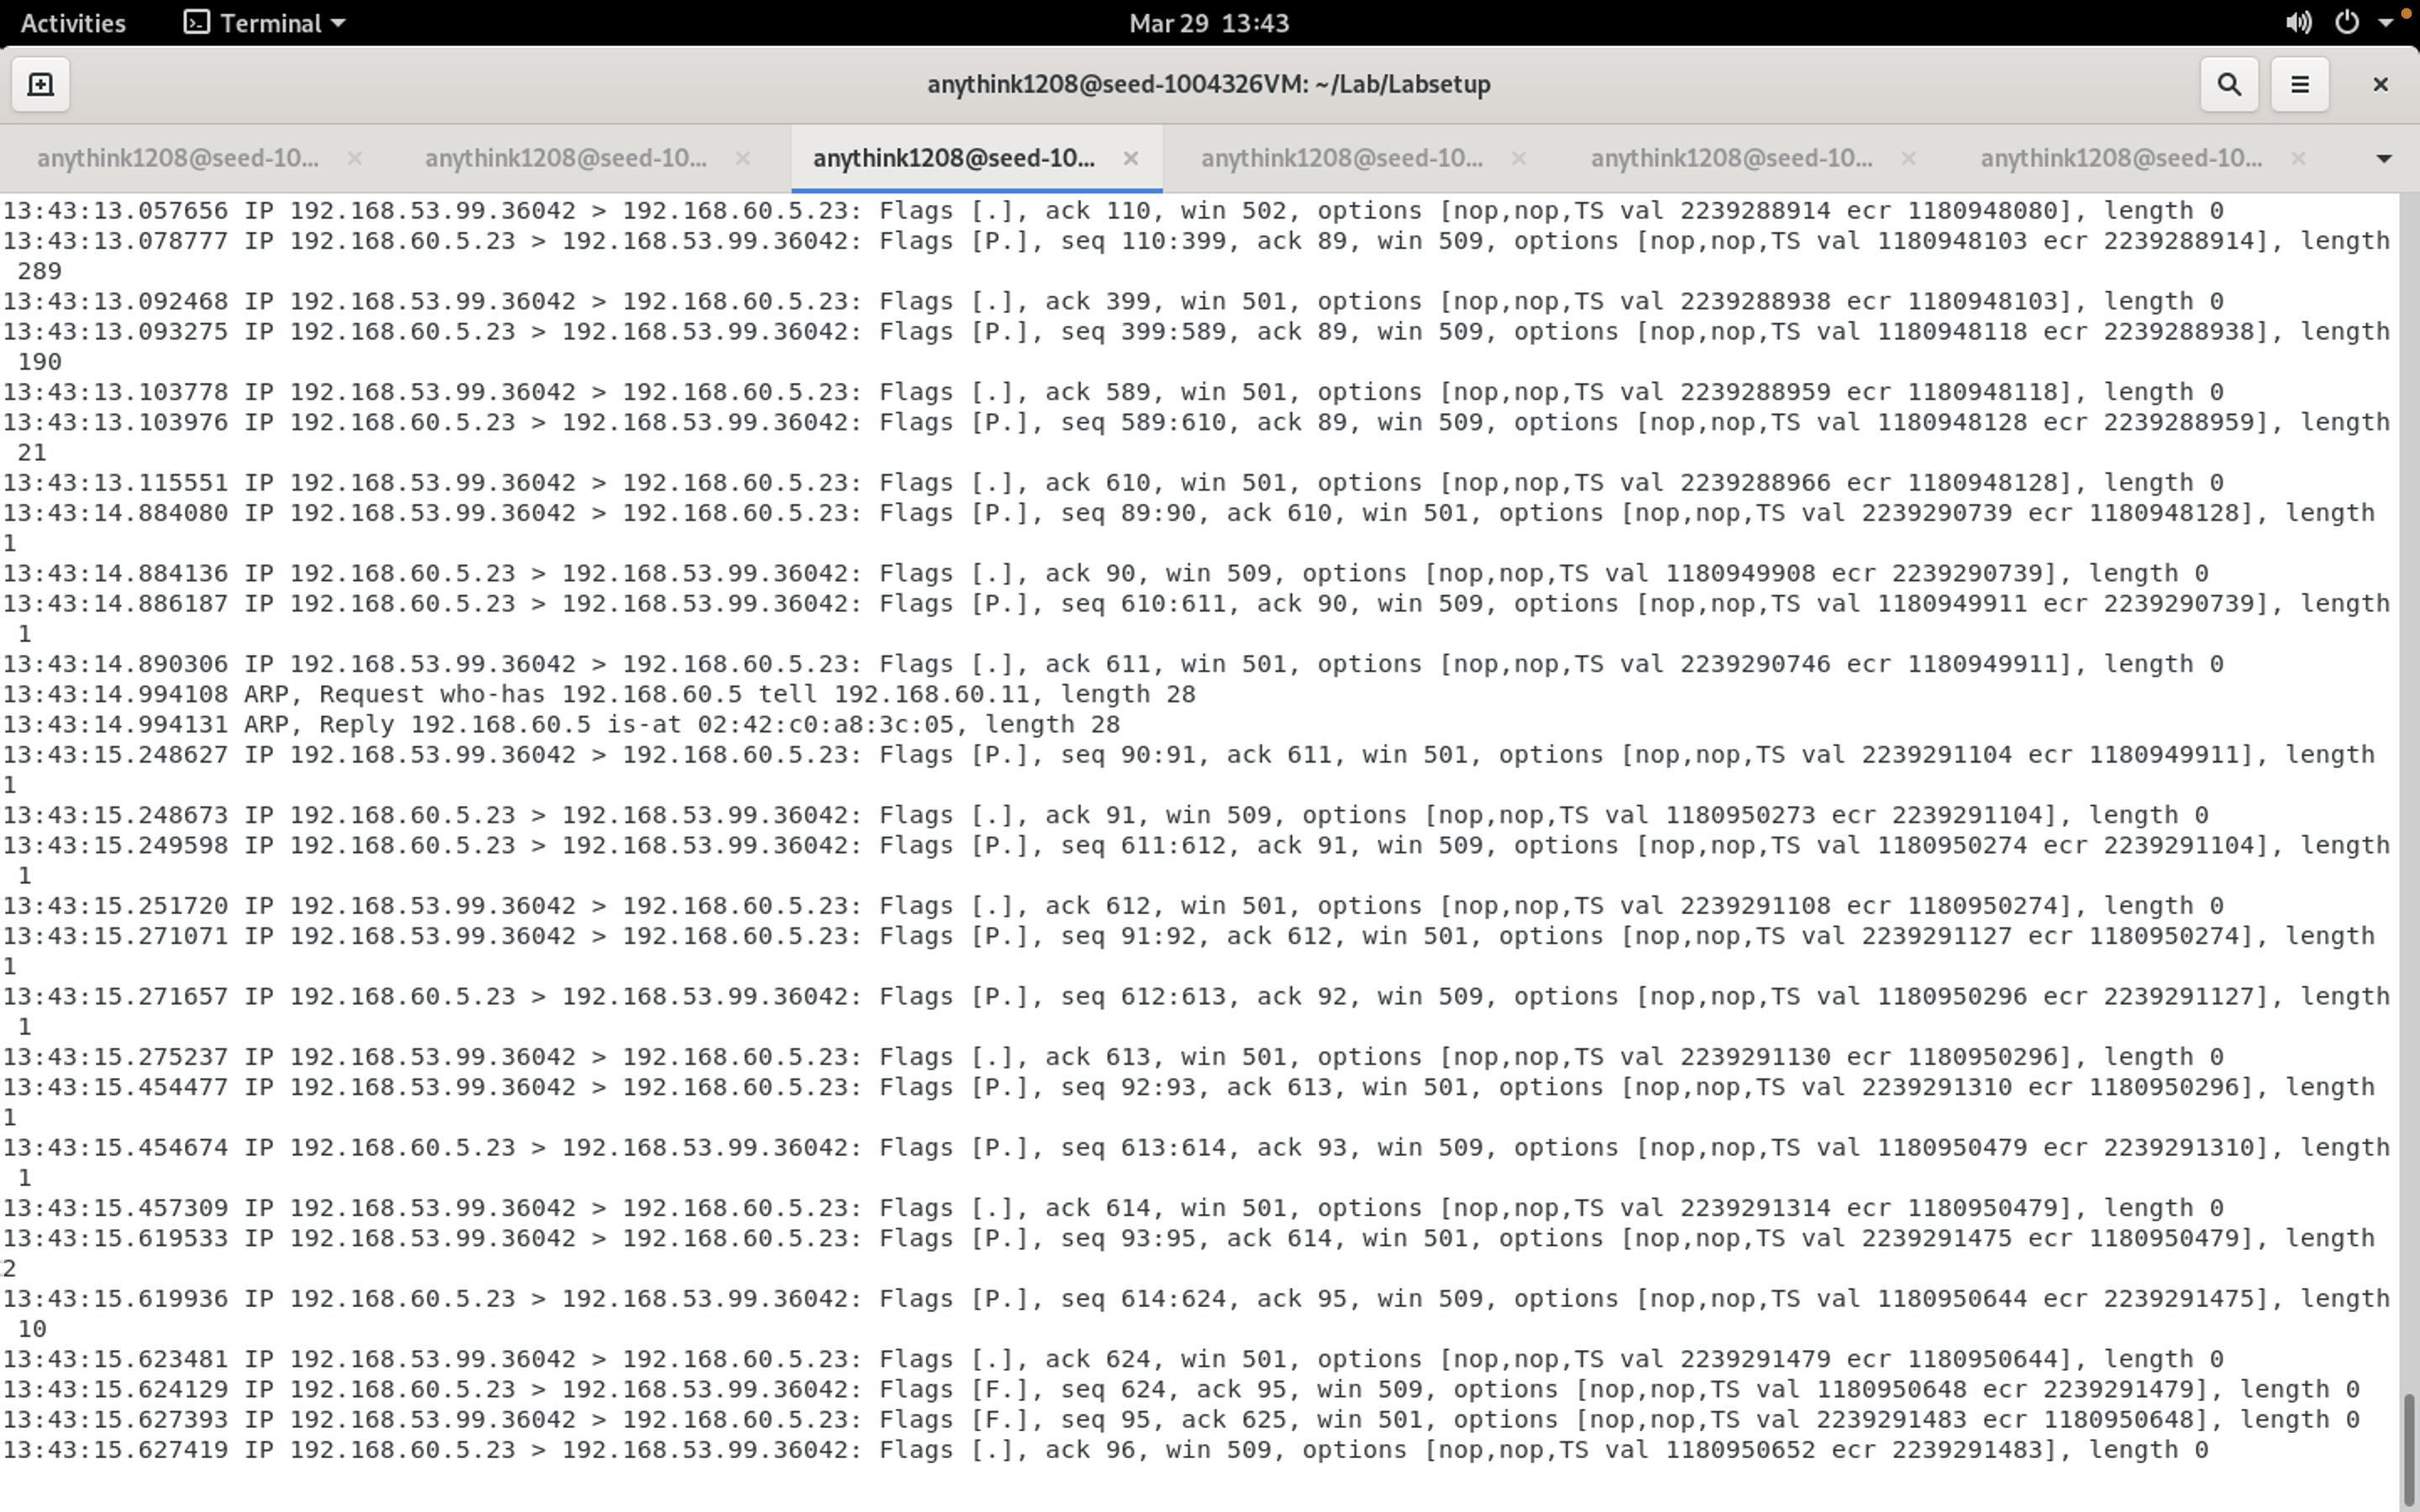 Activities Terminal Mar 29 13:43
anythink1208@seed-1004326VM: ~/Lab/Labsetup
anythink1208@seed-10... anythink1208@seed-10... anythink1208@seed-10... anythink1208@seed-10... anythink1208@seed-10... anythink1208@seed-10...
13:43:13.057656 IP 192.168.53.99.36042 > 192.168.60.5.23: Flags [.], ack 110, win 502, options [nop,nop,TS val 2239288914 ecr 1180948080], length 0
13:43:13.078777 IP 192.168.60.5.23 > 192.168.53.99.36042: Flags [P.], seq 110:399, ack 89, win 509, options [nop,nop,TS val 1180948103 ecr 2239288914], length
289
13:43:13.092468 IP 192.168.53.99.36042 > 192.168.60.5.23: Flags [.], ack 399, win 501, options [nop,nop,TS val 2239288938 ecr 1180948103], length 0
13:43:13.093275 IP 192.168.60.5.23 > 192.168.53.99.36042: Flags [P.], seq 399:589, ack 89, win 509, options [nop,nop,TS val 1180948118 ecr 2239288938], length
190
13:43:13.103778 IP 192.168.53.99.36042 > 192.168.60.5.23: Flags [.], ack 589, win 501, options [nop,nop,TS val 2239288959 ecr 1180948118], length 0
13:43:13.103976 IP 192.168.60.5.23 > 192.168.53.99.36042: Flags [P.], seq 589:610, ack 89, win 509, options [nop,nop,TS val 1180948128 ecr 2239288959], length
21
13:43:13.115551 IP 192.168.53.99.36042 > 192.168.60.5.23: Flags [.], ack 610, win 501, options [nop,nop,TS val 2239288966 ecr 1180948128], length 0
13:43:14.884080 IP 192.168.53.99.36042 > 192.168.60.5.23: Flags [P.], seq 89:90, ack 610, win 501, options [nop,nop,TS val 2239290739 ecr 1180948128], length
1
13:43:14.884136 IP 192.168.60.5.23 > 192.168.53.99.36042: Flags [.], ack 90, win 509, options [nop,nop,TS val 1180949908 ecr 2239290739], length 0
13:43:14.886187 IP 192.168.60.5.23 > 192.168.53.99.36042: Flags [P.], seq 610:611, ack 90, win 509, options [nop,nop,TS val 1180949911 ecr 2239290739], length
1
13:43:14.890306 IP 192.168.53.99.36042 > 192.168.60.5.23: Flags [.], ack 611, win 501, options [nop,nop,TS val 2239290746 ecr 1180949911], length 0
13:43:14.994108 ARP, Request who-has 192.168.60.5 tell 192.168.60.11, length 28
13:43:14.994131 ARP, Reply 192.168.60.5 is-at 02:42:c0:a8:3c:05, length 28
13:43:15.248627 IP 192.168.53.99.36042 > 192.168.60.5.23: Flags [P.], seq 90:91, ack 611, win 501, options [nop,nop,TS val 2239291104 ecr 1180949911], length
1
13:43:15.248673 IP 192.168.60.5.23 > 192.168.53.99.36042: Flags [.], ack 91, win 509, options [nop,nop,TS val 1180950273 ecr 2239291104], length 0
13:43:15.249598 IP 192.168.60.5.23 > 192.168.53.99.36042: Flags [P.], seq 611:612, ack 91, win 509, options [nop,nop,TS val 1180950274 ecr 2239291104], length
1
13:43:15.251720 IP 192.168.53.99.36042 > 192.168.60.5.23: Flags [.], ack 612, win 501, options [nop,nop,TS val 2239291108 ecr 1180950274], length 0
13:43:15.271071 IP 192.168.53.99.36042 > 192.168.60.5.23: Flags [P.], seq 91:92, ack 612, win 501, options [nop,nop,TS val 2239291127 ecr 1180950274], length
1
13:43:15.271657 IP 192.168.60.5.23 > 192.168.53.99.36042: Flags [P.], seq 612:613, ack 92, win 509, options [nop,nop,TS val 1180950296 ecr 2239291127], length
1
13:43:15.275237 IP 192.168.53.99.36042 > 192.168.60.5.23: Flags [.], ack 613, win 501, options [nop,nop,TS val 2239291130 ecr 1180950296], length 0
13:43:15.454477 IP 192.168.53.99.36042 > 192.168.60.5.23: Flags [P.], seq 92:93, ack 613, win 501, options [nop,nop,TS val 2239291310 ecr 1180950296], length
1
13:43:15.454674 IP 192.168.60.5.23 > 192.168.53.99.36042: Flags [P.], seq 613:614, ack 93, win 509, options [nop,nop,TS val 1180950479 ecr 2239291310], length
1
13:43:15.457309 IP 192.168.53.99.36042 > 192.168.60.5.23: Flags [.], ack 614, win 501, options [nop,nop,TS val 2239291314 ecr 1180950479], length 0
13:43:15.619533 IP 192.168.53.99.36042 > 192.168.60.5.23: Flags [P.], seq 93:95, ack 614, win 501, options [nop,nop,TS val 2239291475 ecr 1180950479], length
2
13:43:15.619936 IP 192.168.60.5.23 > 192.168.53.99.36042: Flags [P.], seq 614:624, ack 95, win 509, options [nop,nop,TS val 1180950644 ecr 2239291475], length
10
13:43:15.623481 IP 192.168.53.99.36042 > 192.168.60.5.23: Flags [.], ack 624, win 501, options [nop,nop,TS val 2239291479 ecr 1180950644], length 0
13:43:15.624129 IP 192.168.60.5.23 > 192.168.53.99.36042: Flags [F.], seq 624, ack 95, win 509, options [nop,nop,TS val 1180950648 ecr 2239291479], length 0
13:43:15.627393 IP 192.168.53.99.36042 > 192.168.60.5.23: Flags [F.], seq 95, ack 625, win 501, options [nop,nop,TS val 2239291483 ecr 1180950648], length 0
13:43:15.627419 IP 192.168.60.5.23 > 192.168.53.99.36042: Flags [.], ack 96, win 509, options [nop,nop,TS val 1180950652 ecr 2239291483], length 0